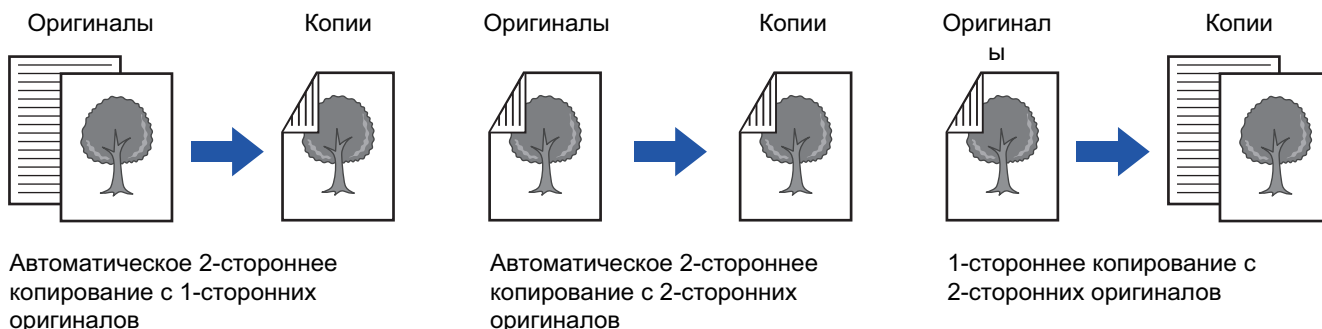 Оригиналы
Копии
Оригиналы
Копии
Оригинал
ы
Копии
Автоматическое 2-стороннее
копирование с 1-сторонних
оригиналов
Автоматическое 2-стороннее
копирование с 2-сторонних
оригиналов
1-стороннее копирование с
2-сторонних оригиналов